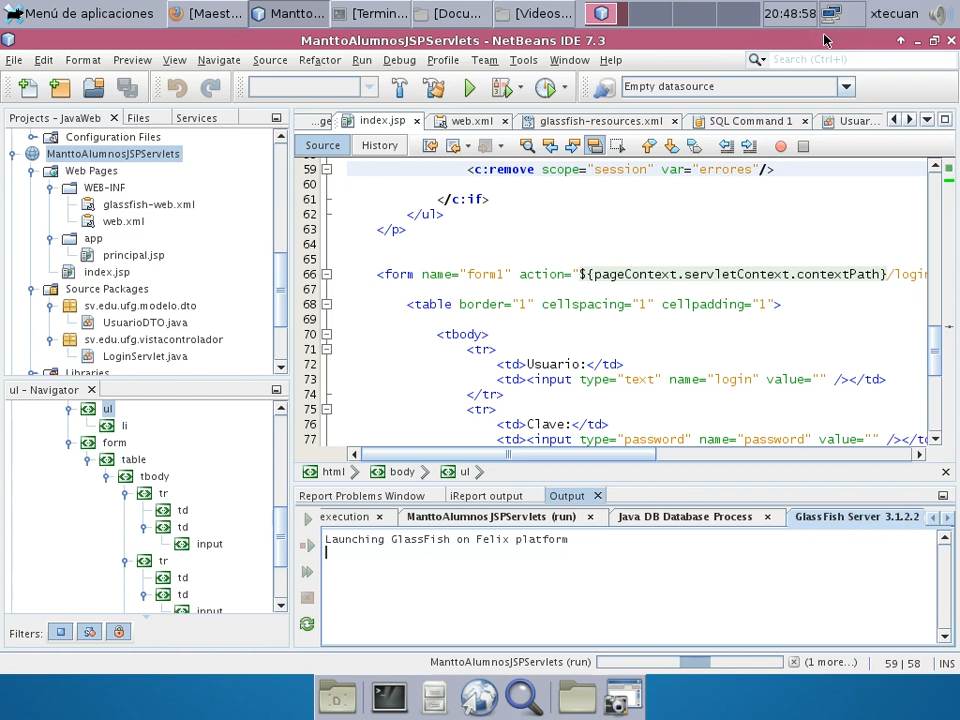 Menú de aplicaciones
[Maest...
Mantto...
[Termin...
[Docu...
[Videos...
20:48:58
xtecuan
ManttoAlumnosJSPServlets - NetBeans IDE 7.3
File Edit Format Preview View Navigate Source Refactor Run Debug Profile Team Tools Window Help
Search (Ctrl+I)
Empty datasource
Projects - JavaWeb
Files
Services
...ge
index.jsp
web.xml
glassfish-resources.xml
SQL Command 1
Usuar...
Source
History
Configuration Files
ManttoAlumnosJSPServlets
Web Pages
WEB-INF
glassfish-web.xml
web.xml
app
principal.jsp
index.jsp
Source Packages
sv.edu.ufg.modelo.dto
UsuarioDTO.java
sv.edu.ufg.vistacontrolador
LoginServlet.java
Libraries
59 <c:remove scope="session" var="errores"/>
60
61 </c:if>
62 </ul>
63 </p>
64
65
66 <form name="form1" action="${pageContext.servletContext.contextPath}/login
67
68 <table border="1" cellspacing="1" cellpadding="1">
69
70 <tbody>
71 <tr>
72 <td>Usuario:</td>
73 <td><input type="text" name="login" value="" /></td>
74 </tr>
75 <tr>
76 <td>Clave:</td>
77 <td><input type="password" name="password" value="" /></td
html
body
ul
ul - Navigator
ul
li
form
table
tbody
tr
td
td
input
tr
td
td
input
Filters:
Report Problems Window
iReport output
Output
execution
ManttoAlumnosJSPServlets (run)
Java DB Database Process
GlassFish Server 3.1.2.2
Launching GlassFish on Felix platform
ManttoAlumnosJSPServlets (run)
(1 more...)
59 | 58
INS